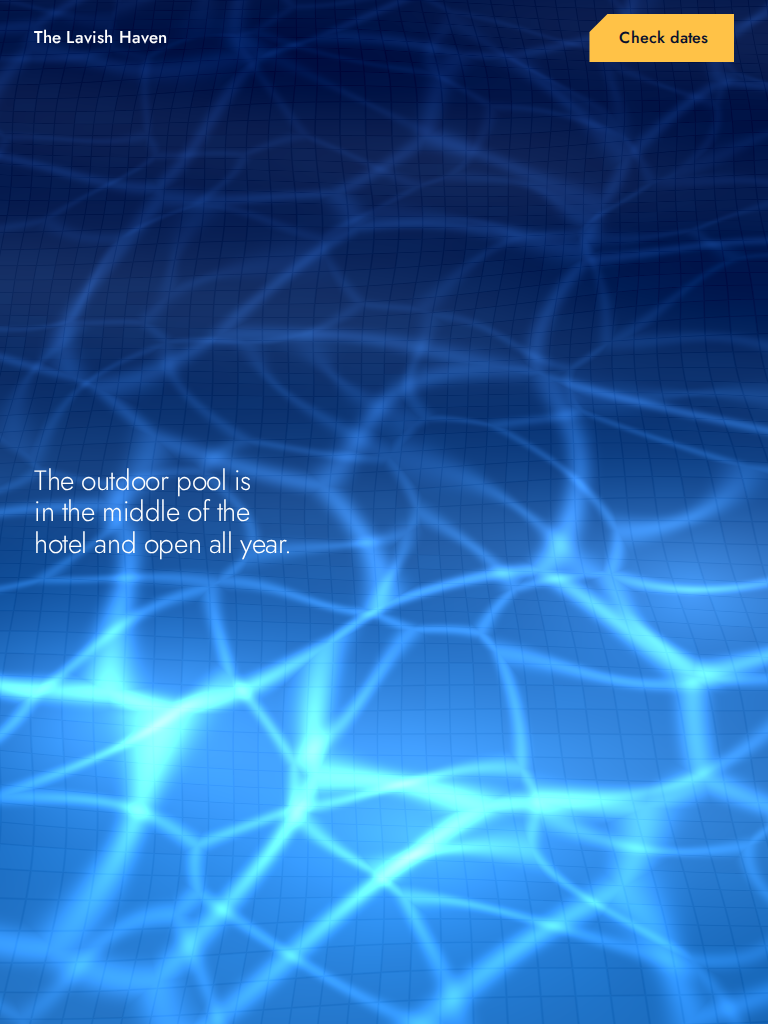 The Lavish Haven
Check dates
The outdoor pool is
in the middle of the
hotel and open all year.